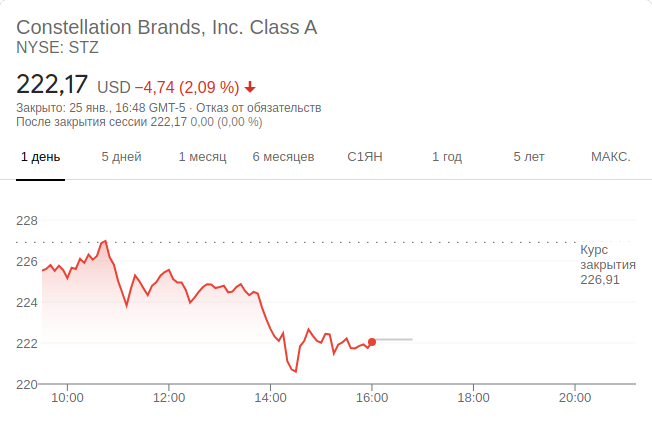 Constellation Brands, Inc. Class A
NYSE: STZ
222,17 USD −4,74 (2,09 %)
Закрыто: 25 янв., 16:48 GMT-5 · Отказ от обязательств
После закрытия сессии 222,17 0,00 (0,00 %)
1 день 5 дней 1 месяц 6 месяцев С1ЯН 1 год 5 лет МАКС.
228
226
224
222
220
Курс
закрытия
226,91
10:00 12:00 14:00 16:00 18:00 20:00